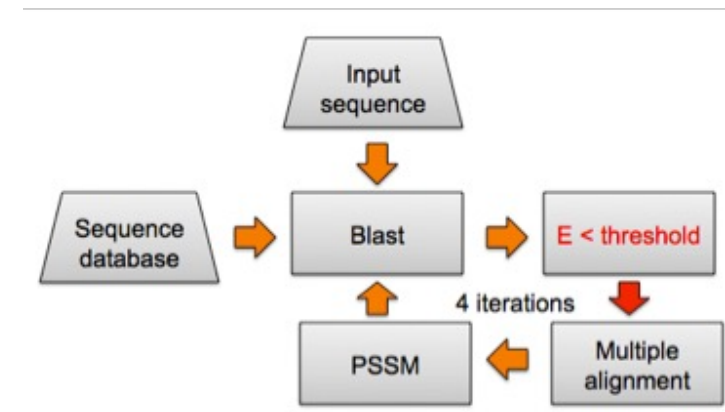 Input
sequence
Sequence
database
Blast
E < threshold
4 iterations
PSSM
Multiple
alignment